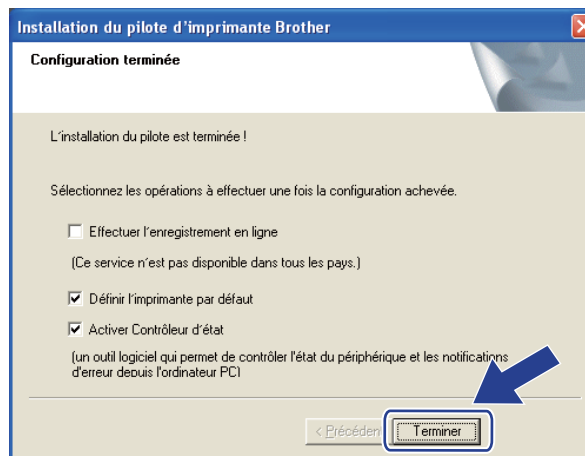 Installation du pilote d'imprimante Brother
Configuration terminée
L'installation du pilote est terminée !
Sélectionnez les opérations à effectuer une fois la configuration achevée.
Effectuer l'enregistrement en ligne
(Ce service n'est pas disponible dans tous les pays.)
Définir l'imprimante par défaut
Activer Contrôleur d'état
(un outil logiciel qui permet de contrôler l'état du périphérique et les notifications
d'erreur depuis l'ordinateur PC)
< Précéden Terminer